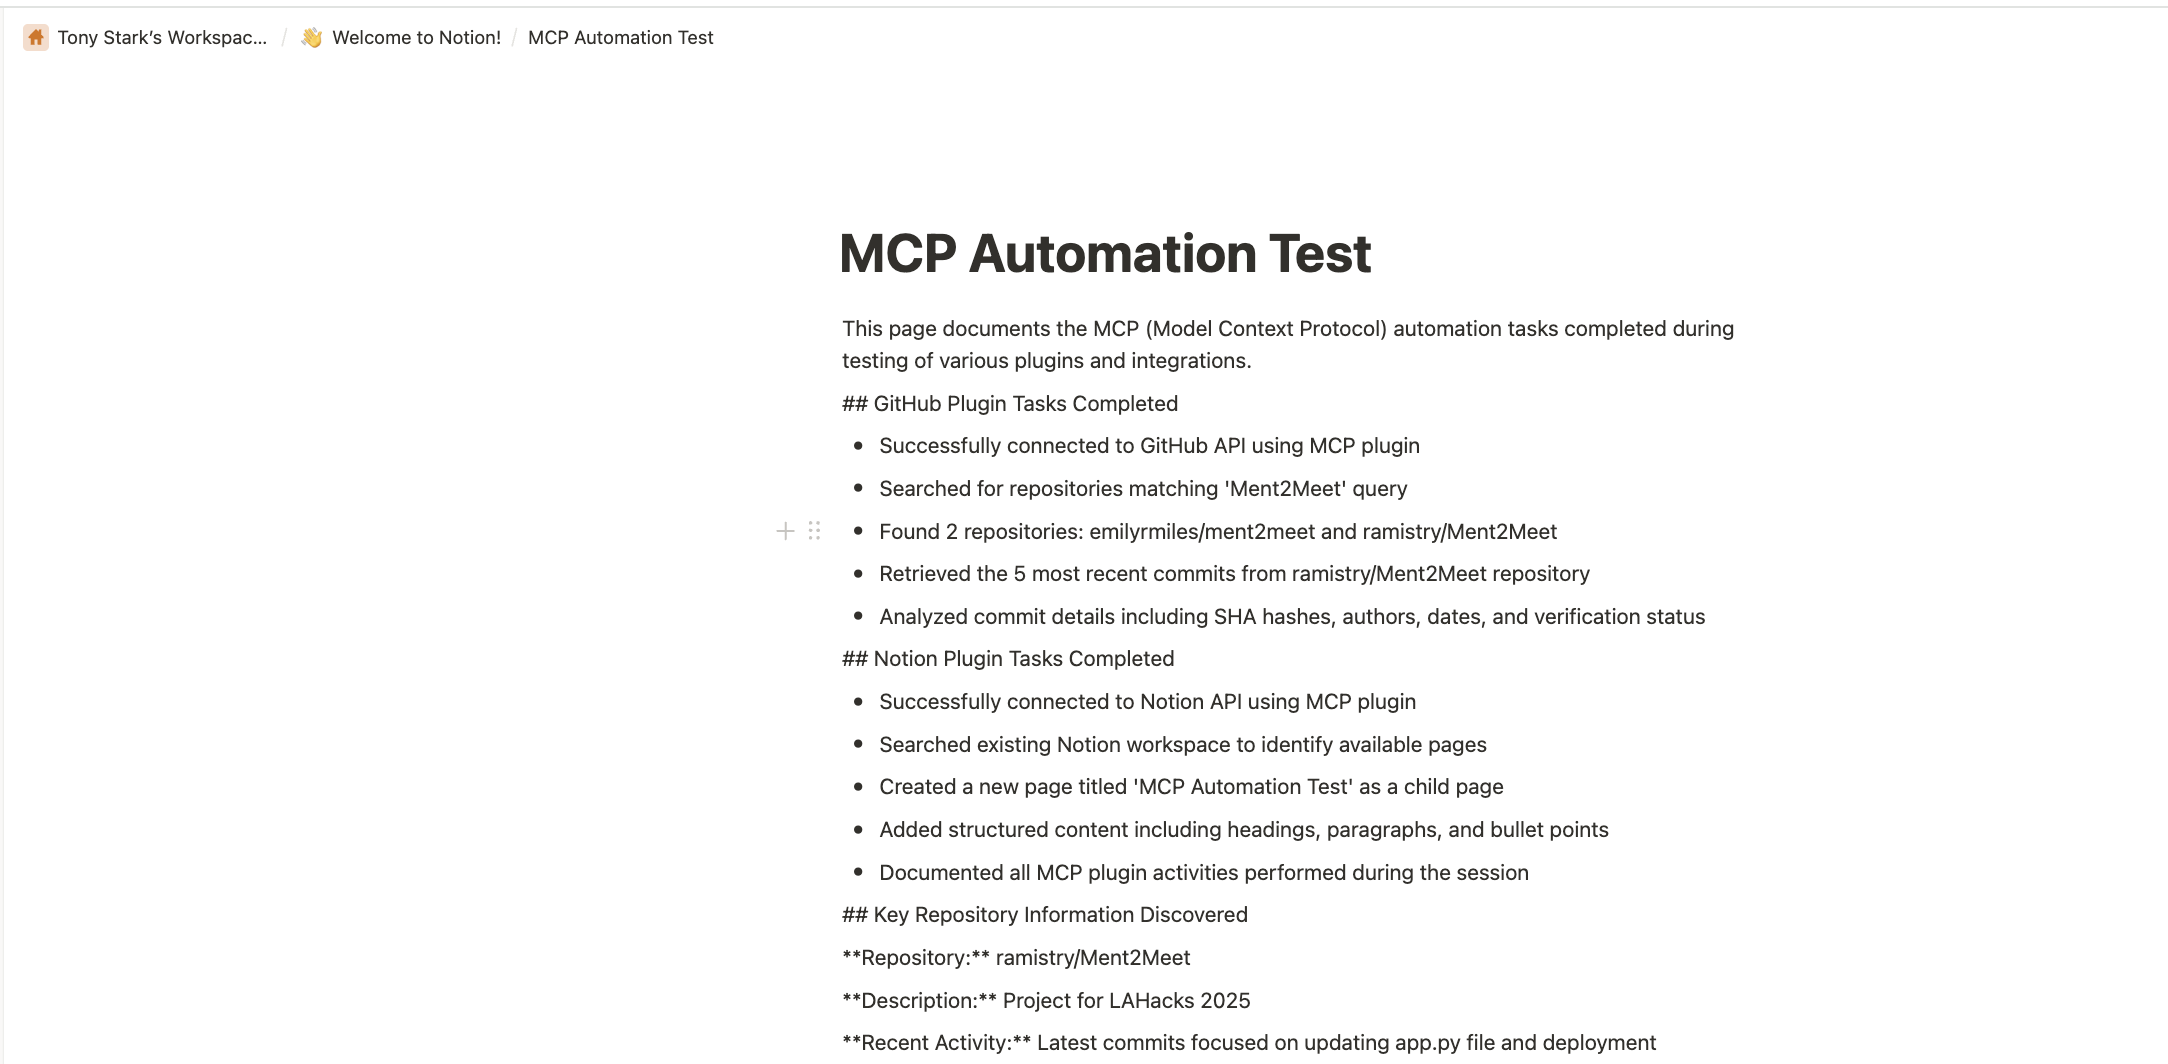 Tony Stark’s Workspac... / 👋 Welcome to Notion! / MCP Automation Test
MCP Automation Test
This page documents the MCP (Model Context Protocol) automation tasks completed during
testing of various plugins and integrations.
## GitHub Plugin Tasks Completed
• Successfully connected to GitHub API using MCP plugin
• Searched for repositories matching 'Ment2Meet' query
• Found 2 repositories: emilyrmiles/ment2meet and ramistry/Ment2Meet
• Retrieved the 5 most recent commits from ramistry/Ment2Meet repository
• Analyzed commit details including SHA hashes, authors, dates, and verification status
## Notion Plugin Tasks Completed
• Successfully connected to Notion API using MCP plugin
• Searched existing Notion workspace to identify available pages
• Created a new page titled 'MCP Automation Test' as a child page
• Added structured content including headings, paragraphs, and bullet points
• Documented all MCP plugin activities performed during the session
## Key Repository Information Discovered
**Repository:** ramistry/Ment2Meet
**Description:** Project for LAHacks 2025
**Recent Activity:** Latest commits focused on updating app.py file and deployment